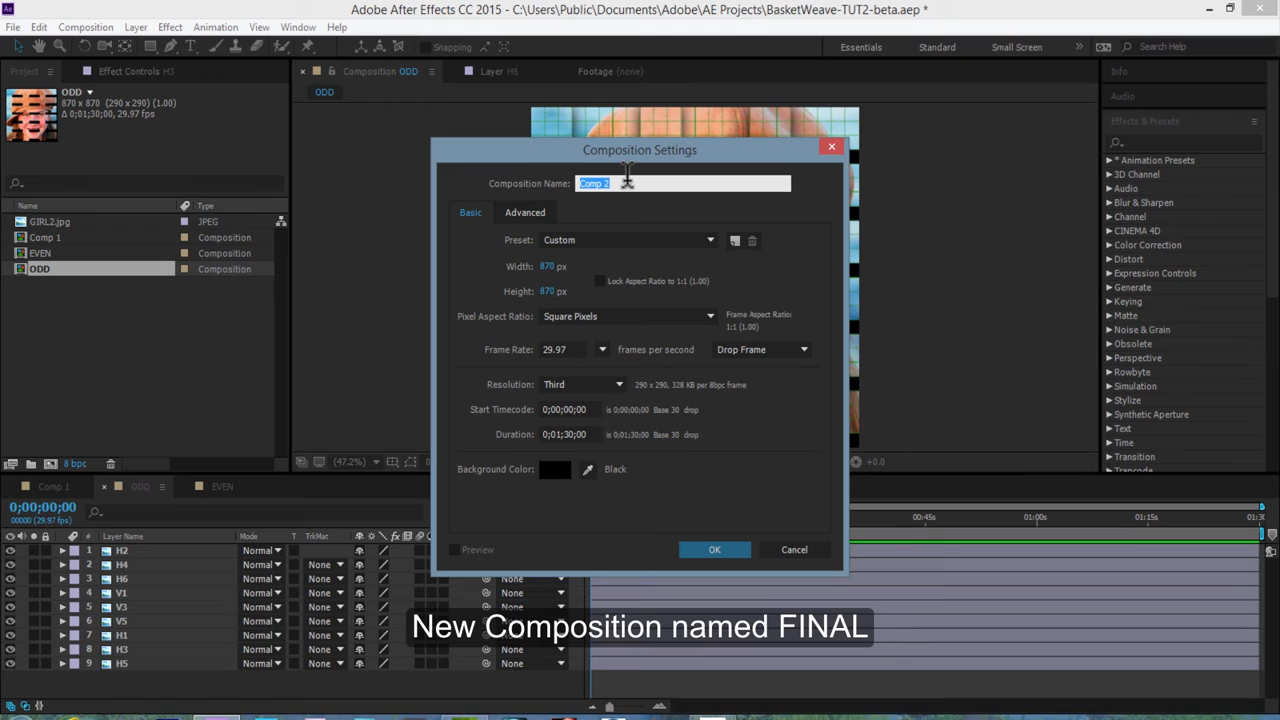 Adobe After Effects CC 2015 - C:\Users\Public\Documents\Adobe\AE Projects\BasketWeave-TUT2-beta.aep *
File Edit Composition Layer Effect Animation View Window Help
Snapping Essentials Standard Small Screen Search Help
Project Effect Controls H3 Composition ODD Layer H6 Footage (none) Info
ODD
870 x 870 (290 x 290) (1.00)
Δ 0;01;30;00, 29.97 fps
ODD
Audio
Effects & Presets
Name Type
GIRL2.jpg JPEG
Comp 1 Composition
EVEN Composition
ODD Composition
8 bpc
(47.2%)
+0.0
Composition Settings
Composition Name: Comp 2
Basic Advanced
Preset: Custom
Width: 870 px
Lock Aspect Ratio to 1:1 (1.00)
Height: 870 px
Pixel Aspect Ratio: Square Pixels
Frame Aspect Ratio:
1:1 (1.00)
Frame Rate: 29.97 frames per second Drop Frame
Resolution: Third 290 x 290, 328 KB per 8bpc frame
Start Timecode: 0;00;00;00 is 0;00;00;00 Base 30 drop
Duration: 0;01;30;00 is 0;01;30;00 Base 30 drop
Background Color: Black
Preview OK Cancel
* Animation Presets
3D Channel
Audio
Blur & Sharpen
Channel
CINEMA 4D
Color Correction
Distort
Expression Controls
Generate
Keying
Matte
Noise & Grain
Obsolete
Perspective
Rowbyte
Simulation
Stylize
Synthetic Aperture
Text
Time
Transition
Comp 1 ODD EVEN
0;00;00;00
00000 (29.97 fps)
00:45s 01:00s 01:15s 01:30
# Layer Name Mode T TrkMat
1 H2 Normal
2 H4 Normal None
3 H6 Normal None None
4 V1 Normal None None
5 V3 Normal None None
6 V5 Normal None
7 H1 Normal None
8 H3 Normal None None
9 H5 Normal None None
New Composition named FINAL